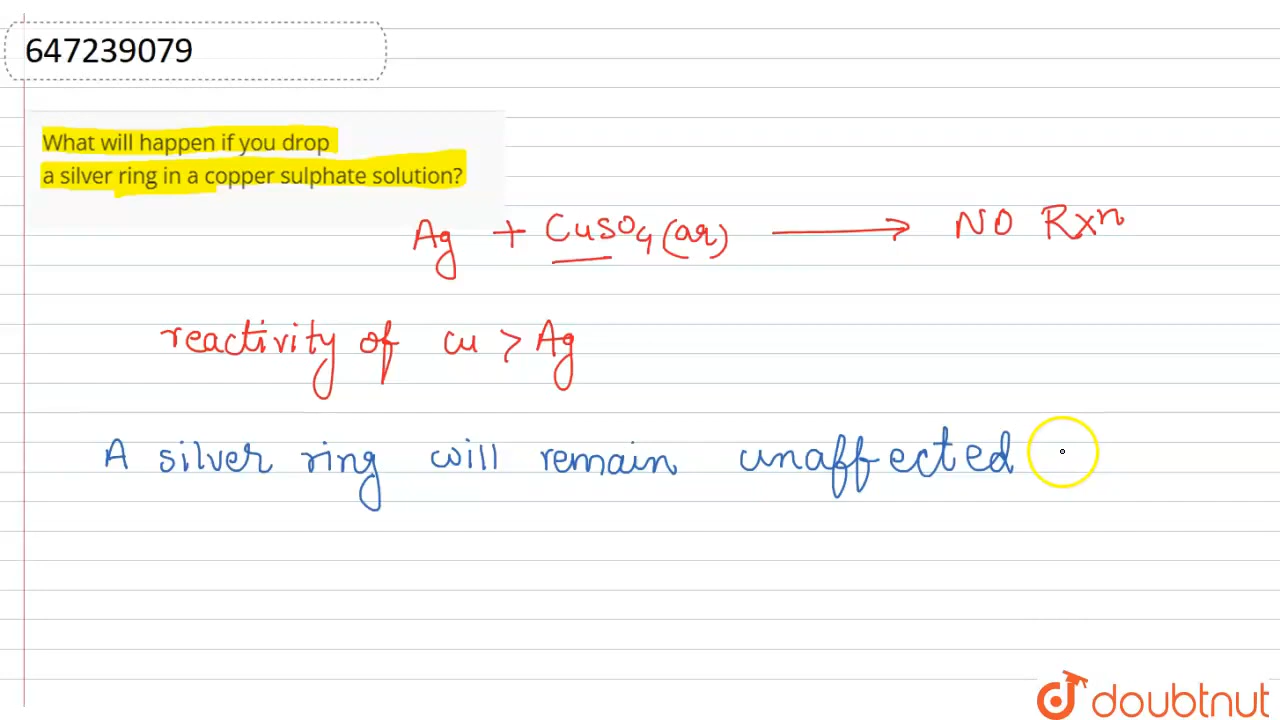 647239079
What will happen if you drop
a silver ring in a copper sulphate solution?
Ag + CuSO4 (aq) ⟶ NO Rxn
reactivity of Cu > Ag
A silver ring will remain unaffected
doubtnut